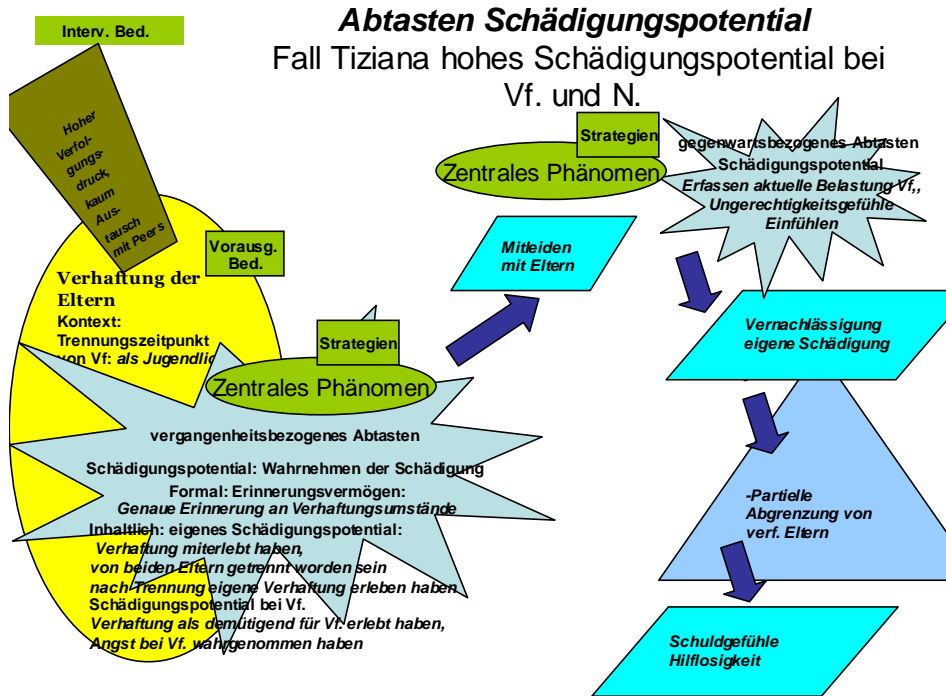 Abtasten Schädigungspotential
Fall Tiziana hohes Schädigungspotential bei
Vf. und N.
Interv. Bed.
Hoher
Verfol-
gungs-
druck,
kaum
Aus-
tausch
mit Peers
Vorausg.
Bed.
Verhaftung der
Eltern
Kontext:
Trennungszeitpunkt
von Vf: als Jugendlic
Strategien
Zentrales Phänomen
vergangenheitsbezogenes Abtasten
Schädigungspotential: Wahrnehmen der Schädigung
Formal: Erinnerungsvermögen:
Genaue Erinnerung an Verhaftungsumstände
Inhaltlich: eigenes Schädigungspotential:
Verhaftung miterlebt haben,
von beiden Eltern getrennt worden sein
nach Trennung eigene Verhaftung erleben haben
Schädigungspotential bei Vf.
Verhaftung als demütigend für Vf. erlebt haben,
Angst bei Vf. wahrgenommen haben
Mitleiden
mit Eltern
Strategien
Zentrales Phänomen
gegenwartsbezogenes Abtasten
Schädigungspotential
Erfassen aktuelle Belastung Vf,,
Ungerechtigkeitsgefühle
Einfühlen
Vernachlässigung
eigene Schädigung
-Partielle
Abgrenzung von
verf. Eltern
Schuldgefühle
Hilflosigkeit